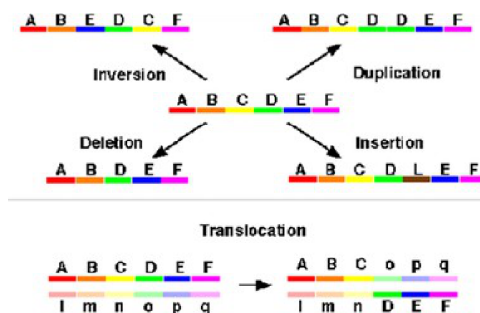 A B E D C F
A B C D D E F
Inversion
Duplication
A B C D E F
Deletion
Insertion
A B D E F
A B C D L E F
Translocation
A B C D E F
A B C o p q
l m n o p q
l m n D E F